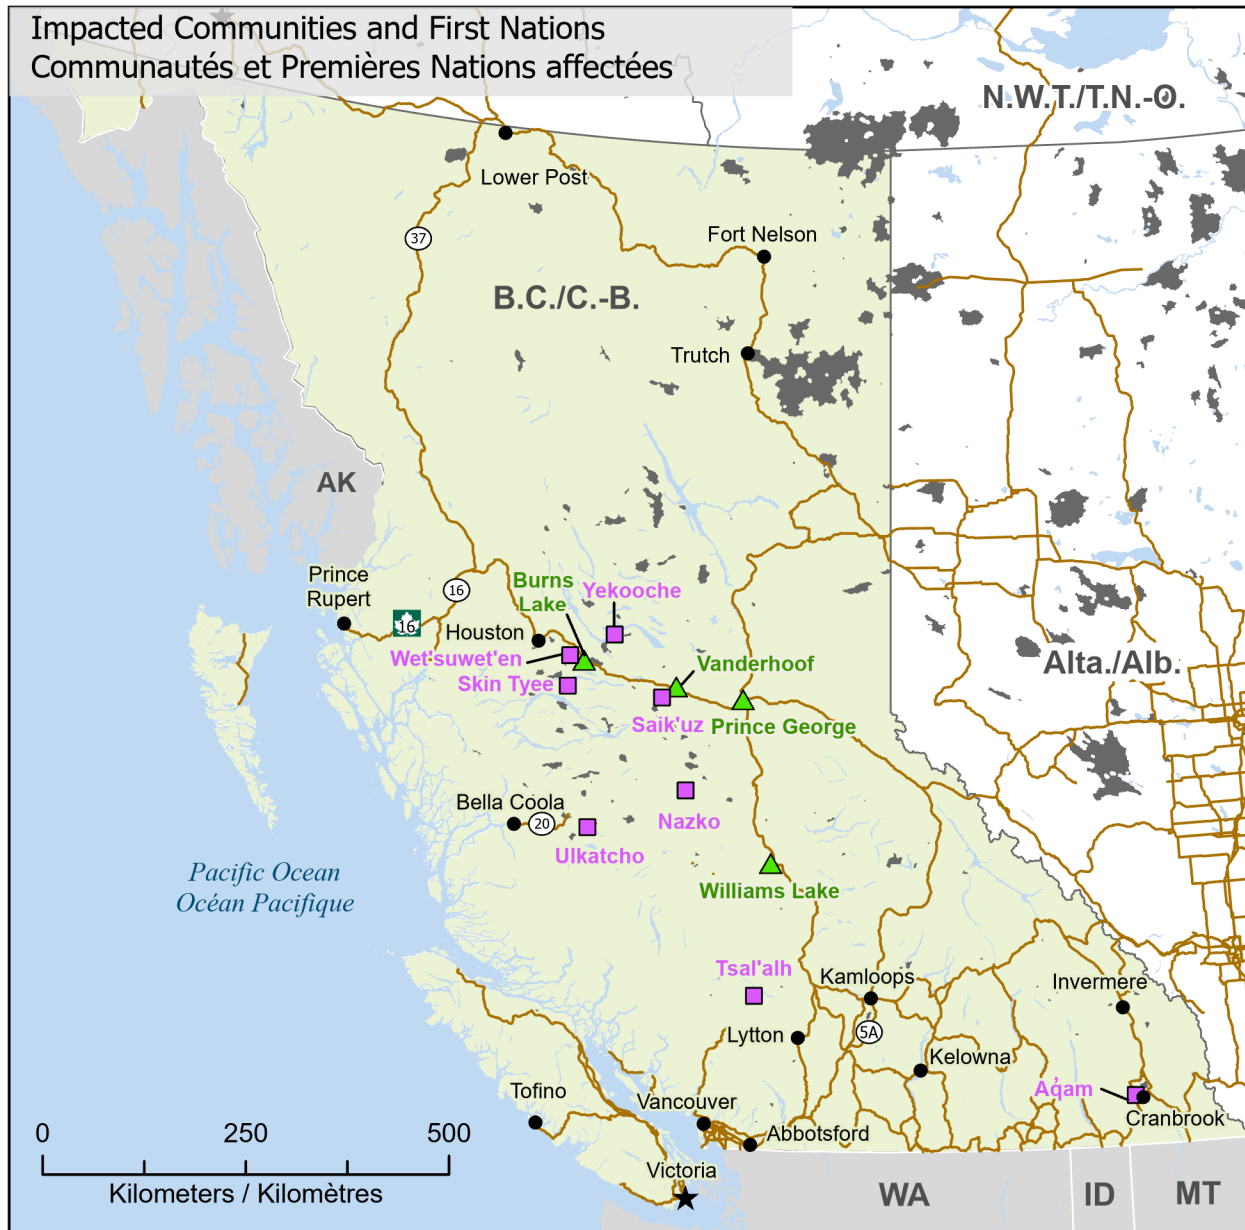 Impacted Communities and First Nations
Communautés et Premières Nations affectées
N.W.T./T.N.-O.
Lower Post
37
Fort Nelson
B.C./C.-B.
Trutch
AK
Prince
Rupert
16
16
Burns
Lake
Yekooche
Houston
Wet'suwet'en
Skin Tyee
Vanderhoof
Alta./Alb.
Saik'uz
Prince George
Bella Coola
20
Nazko
Ulkatcho
Pacific Ocean
Océan Pacifique
Williams Lake
Tsal'alh
Kamloops
Invermere
5A
Lytton
Kelowna
Tofino
Vancouver
Aq̓am
Cranbrook
Abbotsford
0 250 500
Kilometers / Kilomètres
Victoria
WA
ID
MT